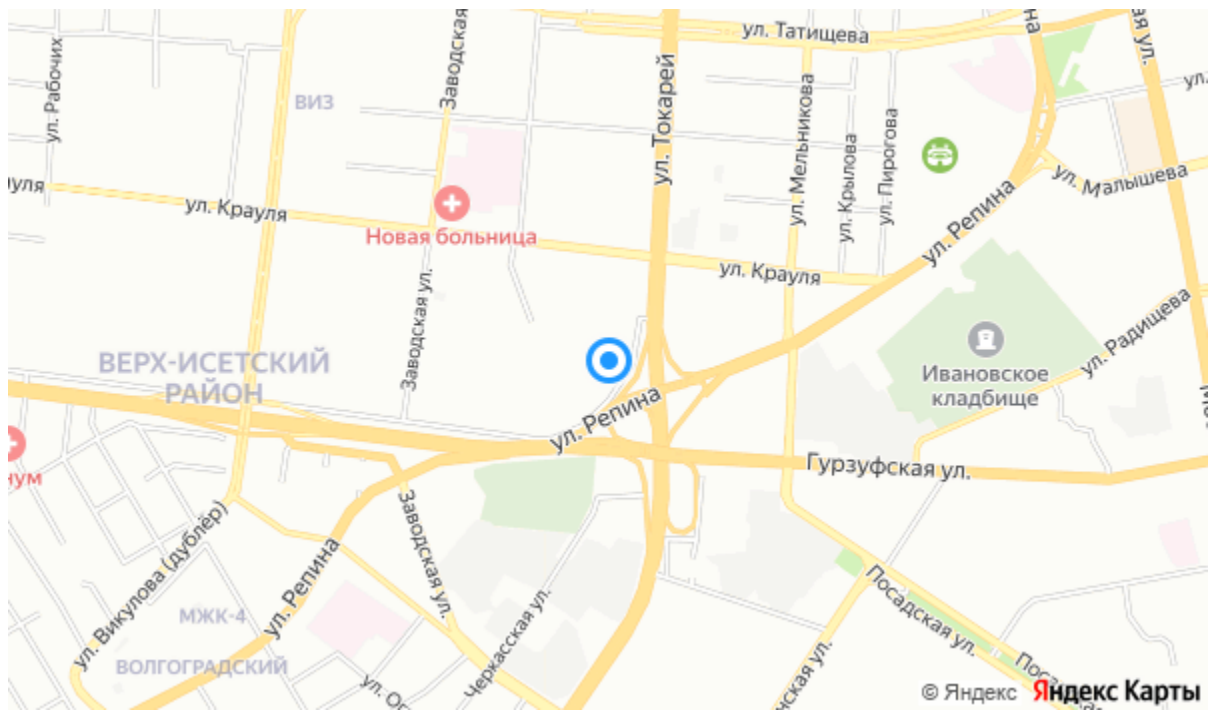 ул. Татищева
ул. Рабочих
Заводская
ВИЗ
ул. Токарей
ул. Мельникова
ул. Крылова
ул. Пирогова
ул. Малышева
ул. Крауля
Новая больница
ул. Крауля
ул. Репина
Заводская ул.
ул. Радищева
ВЕРХ-ИСЕТСКИЙ
РАЙОН
Ивановское
кладбище
ул. Репина
Гурзуфская ул.
ул. Викулова (дублёр)
ул. Репина
Заводская ул.
МЖК-4
ВОЛГОГРАДСКИЙ
Черкасская ул.
Посадская ул.
© Яндекс Яндекс Карты